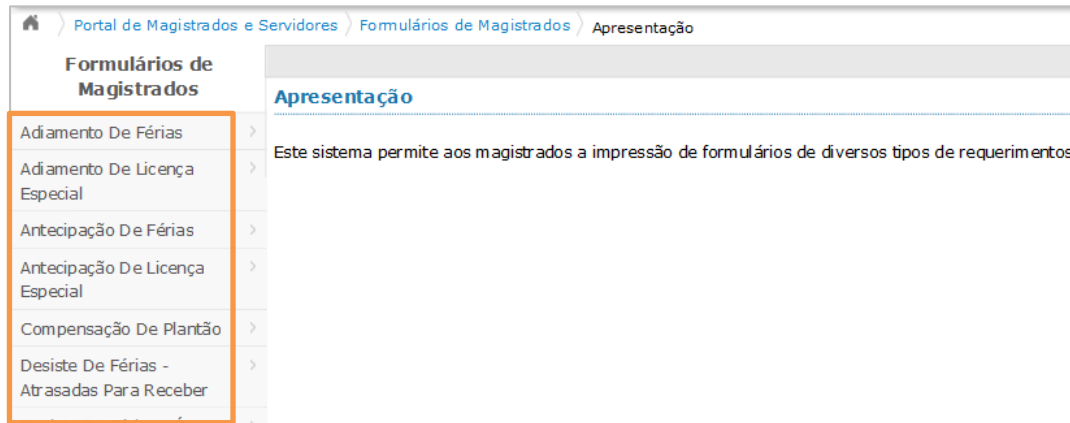 Portal de Magistrados e Servidores Formulários de Magistrados Apresentação
Formulários de
Magistrados
Apresentação
Este sistema permite aos magistrados a impressão de formulários de diversos tipos de requerimentos
Adiamento De Férias
Adiamento De Licença
Especial
Antecipação De Férias
Antecipação De Licença
Especial
Compensação De Plantão
Desiste De Férias -
Atrasadas Para Receber